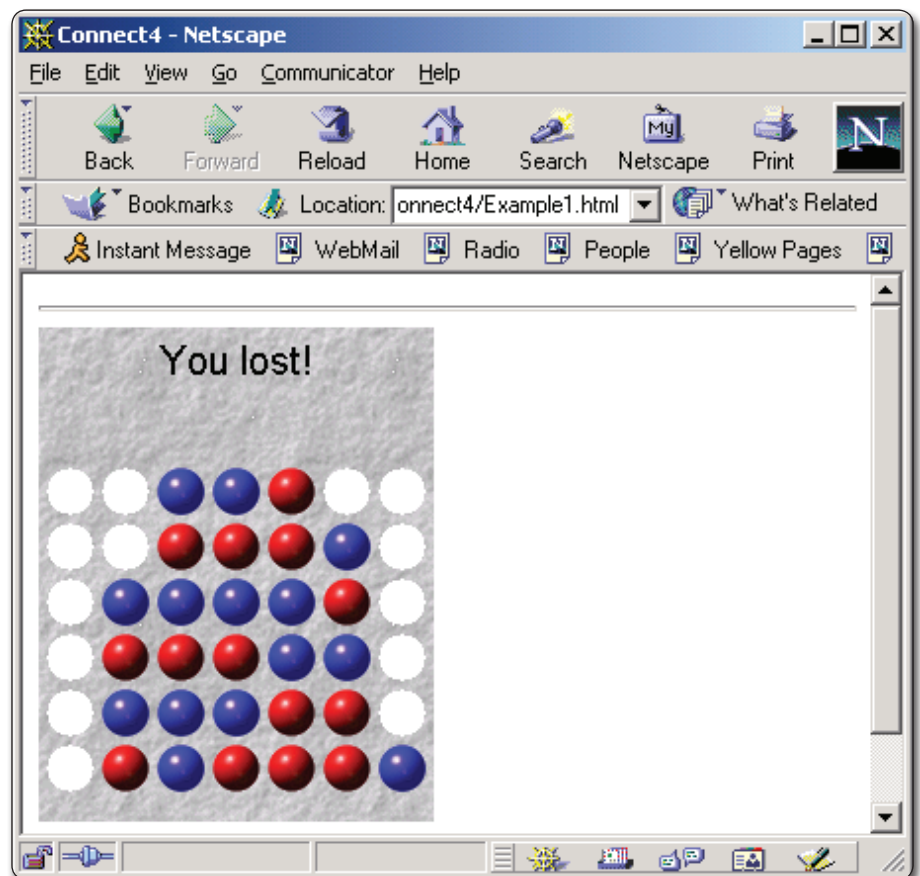 Connect4 - Netscape
File Edit View Go Communicator Help
Back Forward Reload Home Search Netscape Print
My
N
Bookmarks Location: onnect4/Example1.html What's Related
Instant Message WebMail Radio People Yellow Pages
You lost!